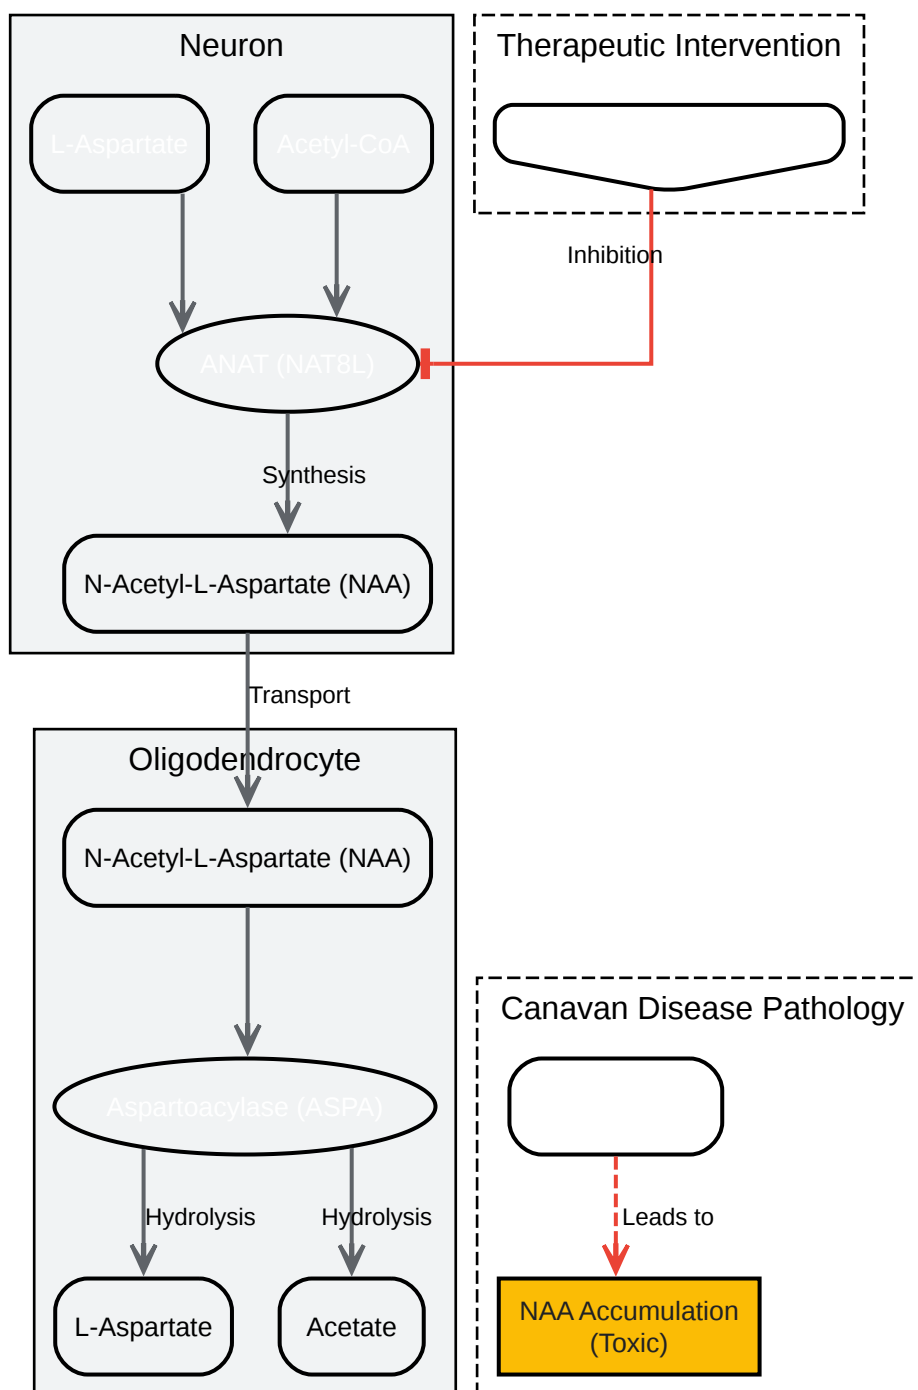 Neuron
Therapeutic Intervention
L-Aspartate
Acetyl-CoA
Inhibition
ANAT (NAT8L)
Synthesis
N-Acetyl-L-Aspartate (NAA)
Transport
Oligodendrocyte
N-Acetyl-L-Aspartate (NAA)
Canavan Disease Pathology
Aspartoacylase (ASPA)
Hydrolysis
Hydrolysis
Leads to
L-Aspartate
Acetate
NAA Accumulation
(Toxic)